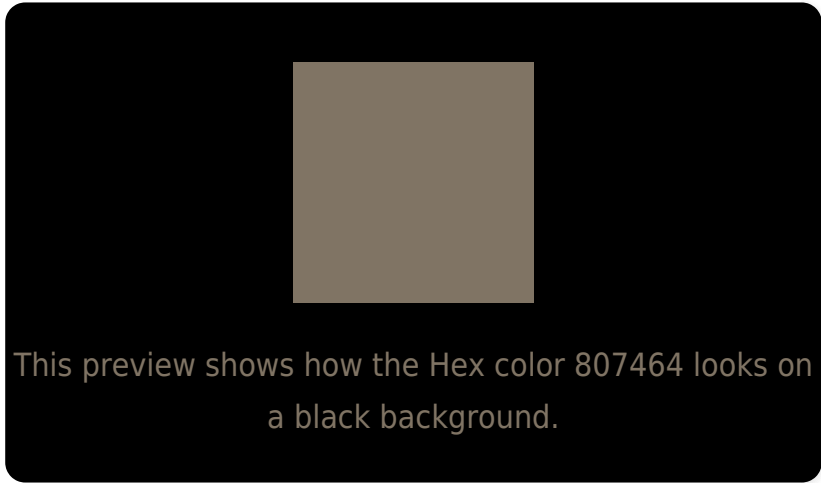 This preview shows how the Hex color 807464 looks on
a black background.